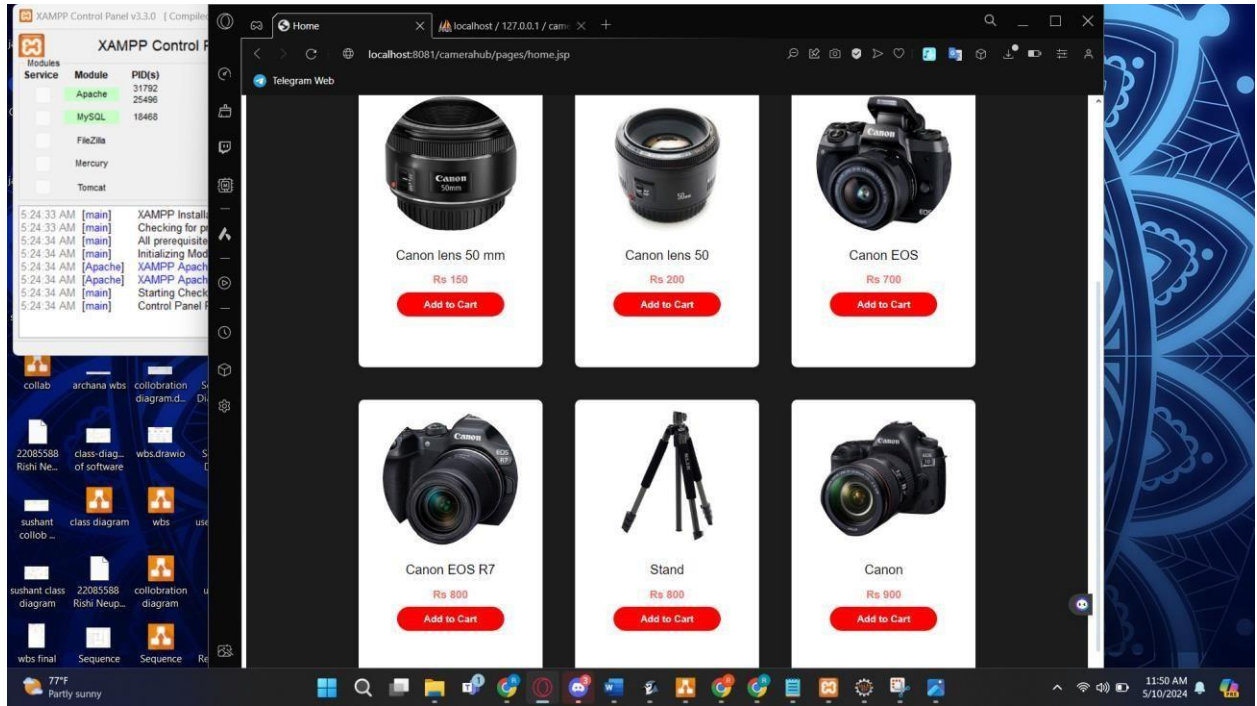 XAMPP Control Panel v3.3.0 [ Compiled
XAMPP Control P
Modules
Service Module PID(s)
Apache 31792
25496
MySQL 18468
FileZilla
Mercury
Tomcat
5:24:33 AM [main] XAMPP Installa
5:24:33 AM [main] Checking for pr
5:24:34 AM [main] All prerequisite
5:24:34 AM [main] Initializing Mod
5:24:34 AM [Apache] XAMPP Apach
5:24:34 AM [Apache] XAMPP Apach
5:24:34 AM [main] Starting Check
5:24:34 AM [main] Control Panel R
collab archana wbs collobration
diagram.d...
22085588 class-diag... wbs.drawio
Rishi Ne... of software
sushant class diagram wbs use
collob ...
sushant class 22085588 collobration
diagram Rishi Neup... diagram
wbs final Sequence Sequence Re
Home localhost / 127.0.0.1 / cam
localhost:8081/camerahub/pages/home.jsp
Telegram Web
Canon
50mm
50mm
Canon
EOS
Canon lens 50 mm Canon lens 50 Canon EOS
Rs 150 Rs 200 Rs 700
Add to Cart Add to Cart Add to Cart
Canon
EOS
R7
Canon
Canon EOS R7 Stand Canon
Rs 800 Rs 800 Rs 900
Add to Cart Add to Cart Add to Cart
77°F
Partly sunny
11:50 AM
5/10/2024